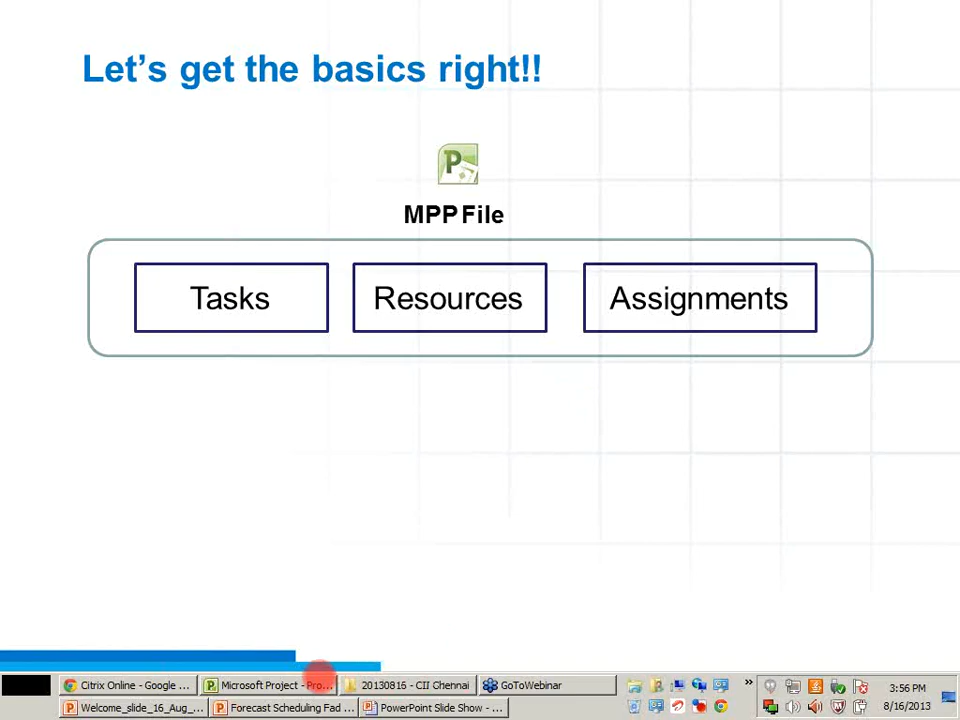 Let's get the basics right!!
MPP File
Tasks
Resources
Assignments
Citrix Online - Google ...
Microsoft Project - Pro...
20130816 - CII Chennai
GoToWebinar
3:56 PM
Welcome_slide_16_Aug_...
Forecast Scheduling Fad ...
PowerPoint Slide Show - ...
8/16/2013